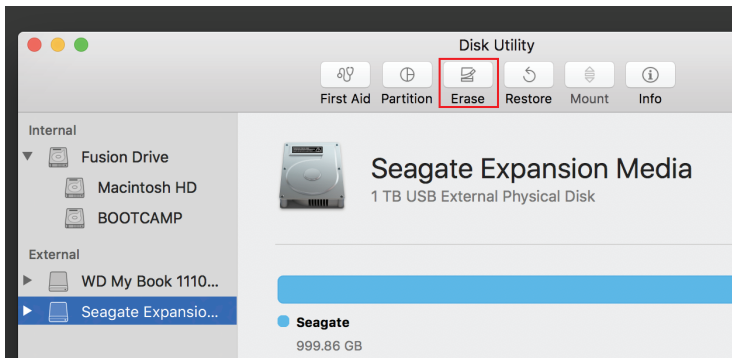 Disk Utility
First Aid Partition Erase Restore Mount Info
Internal
Fusion Drive
Macintosh HD
BOOTCAMP
External
WD My Book 1110...
Seagate Expansio...
Seagate Expansion Media
1 TB USB External Physical Disk
Seagate
999.86 GB